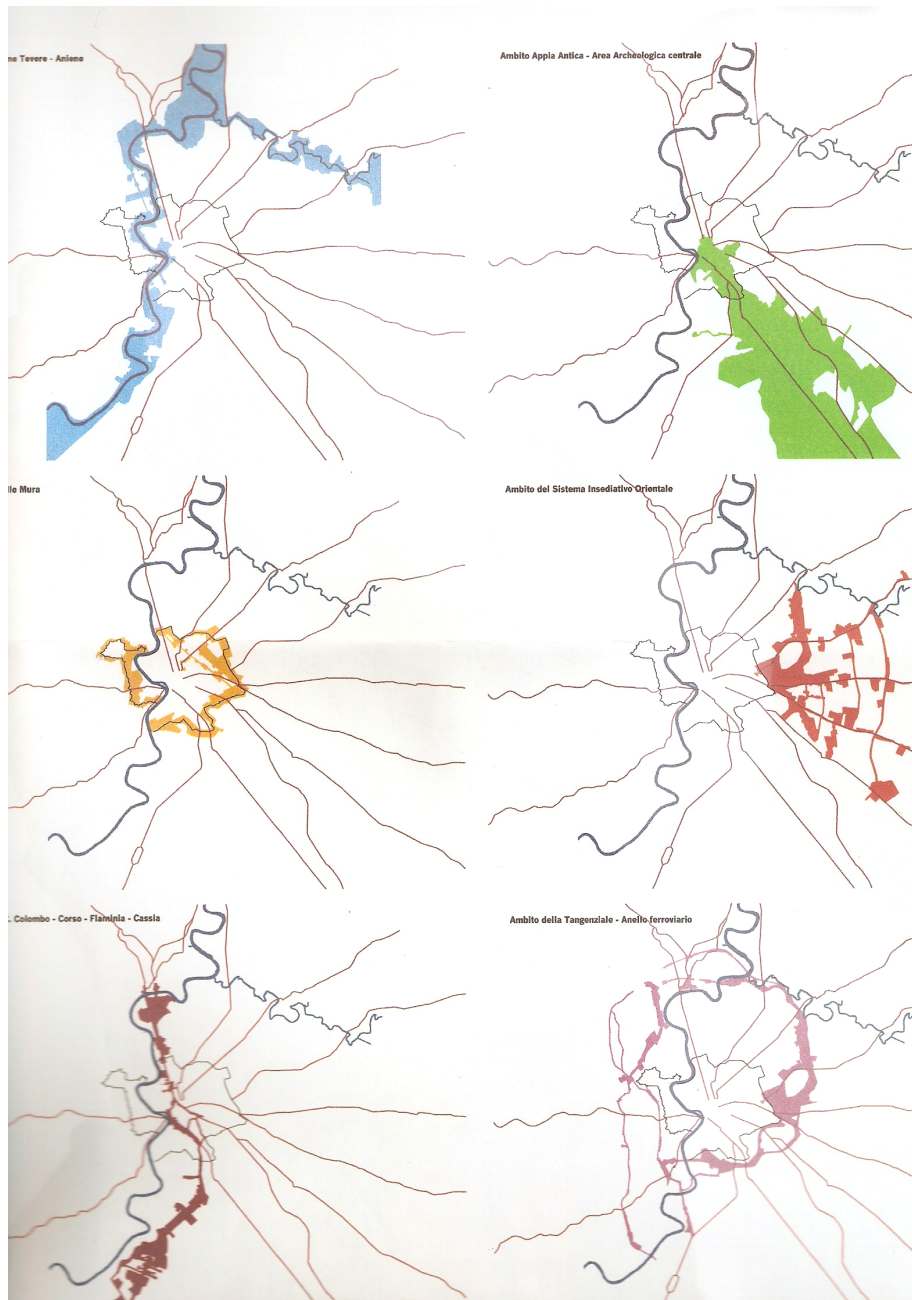 ne Tevere - Aniene
Ambito Appia Antica - Area Archeologica centrale
lle Mura
Ambito del Sistema Insediativo Orientale
. Colombo - Corso - Flaminia - Cassia
Ambito della Tangenziale - Anello ferroviario